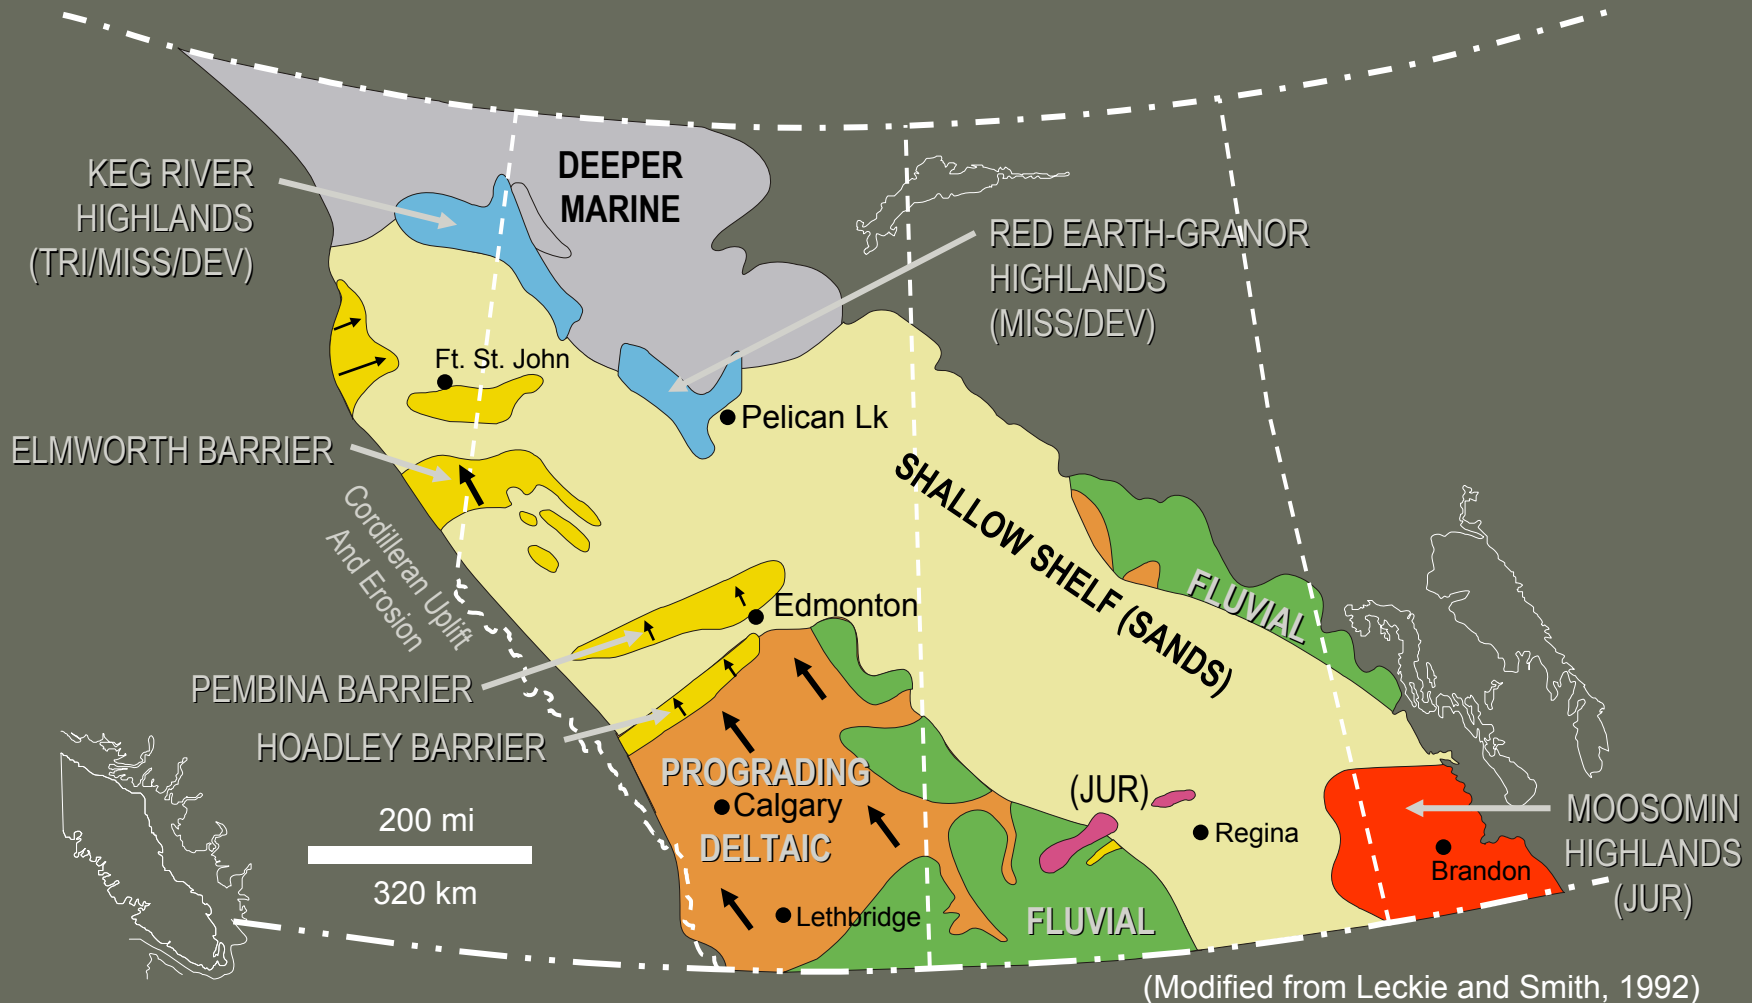 DEEPER
MARINE
KEG RIVER
HIGHLANDS
(TRI/MISS/DEV)
RED EARTH-GRANOR
HIGHLANDS
(MISS/DEV)
Ft. St. John
Pelican Lk
ELMWORTH BARRIER
Cordilleran Uplift
And Erosion
SHALLOW SHELF (SANDS)
FLUVIAL
Edmonton
PEMBINA BARRIER
HOADLEY BARRIER
PROGRADING
Calgary
DELTAIC
(JUR)
Regina
MOOSOMIN
HIGHLANDS
(JUR)
Brandon
200 mi
320 km
Lethbridge
FLUVIAL
(Modified from Leckie and Smith, 1992)